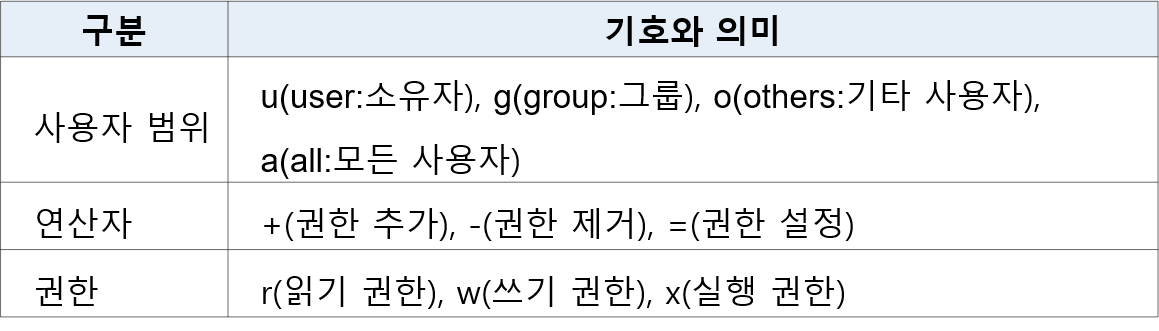 구분 기호와 의미
사용자 범위 u(user:소유자), g(group:그룹), o(others:기타 사용자),
a(all:모든 사용자)
연산자 +(권한 추가), -(권한 제거), =(권한 설정)
권한 r(읽기 권한), w(쓰기 권한), x(실행 권한)